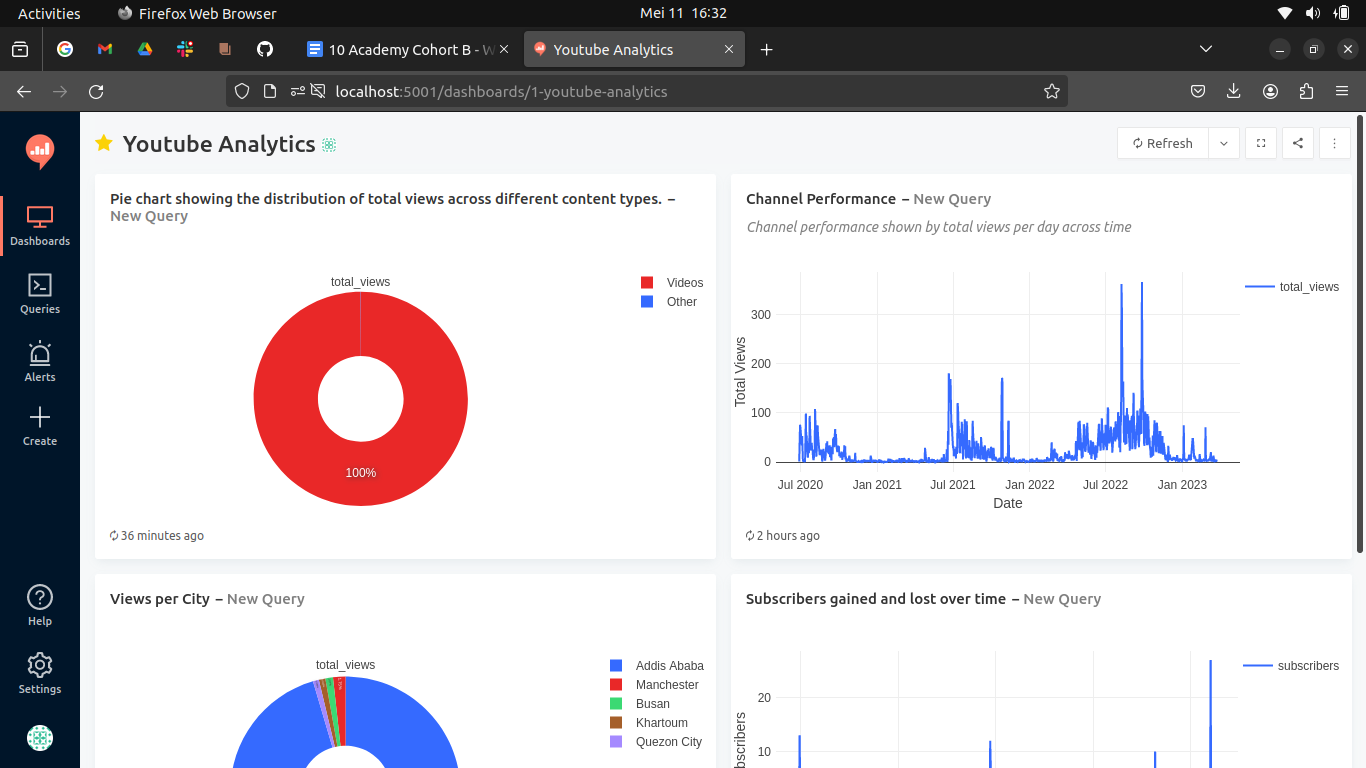 Activities Firefox Web Browser Mei 11 16:32
10 Academy Cohort B - W
Youtube Analytics
localhost:5001/dashboards/1-youtube-analytics
Youtube Analytics
Refresh
Dashboards
Queries
Alerts
Create
Help
Settings
Pie chart showing the distribution of total views across different content types. –
New Query
total_views
Videos
Other
100%
36 minutes ago
Channel Performance – New Query
Channel performance shown by total views per day across time
total_views
Total Views
300
200
100
0
Jul 2020 Jan 2021 Jul 2021 Jan 2022 Jul 2022 Jan 2023
Date
2 hours ago
Views per City – New Query
total_views
Addis Ababa
Manchester
Busan
Khartoum
Quezon City
Subscribers gained and lost over time – New Query
subscribers
20
10
bscribers